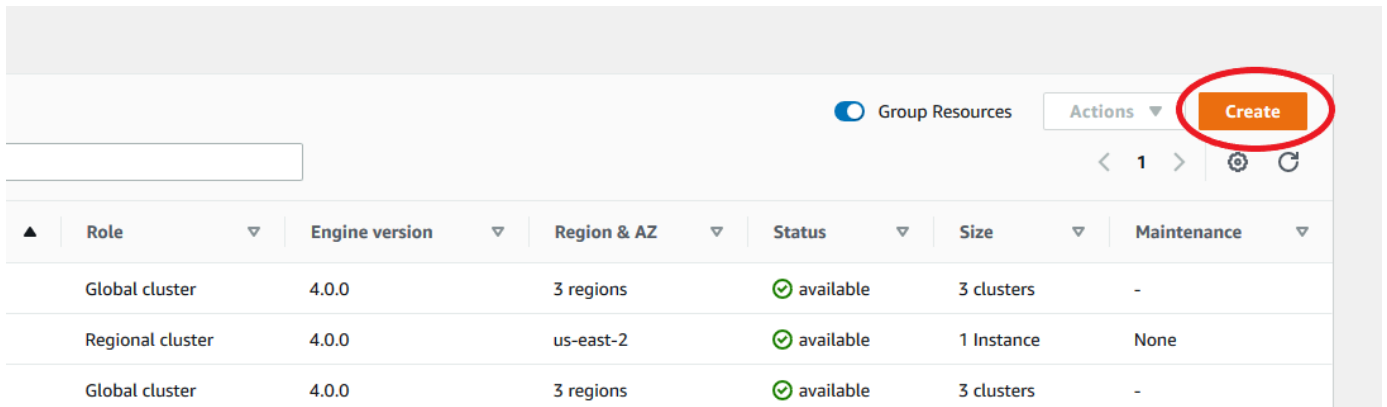 Group Resources Actions Create
1
Role Engine version Region & AZ Status Size Maintenance
Global cluster 4.0.0 3 regions available 3 clusters -
Regional cluster 4.0.0 us-east-2 available 1 Instance None
Global cluster 4.0.0 3 regions available 3 clusters -